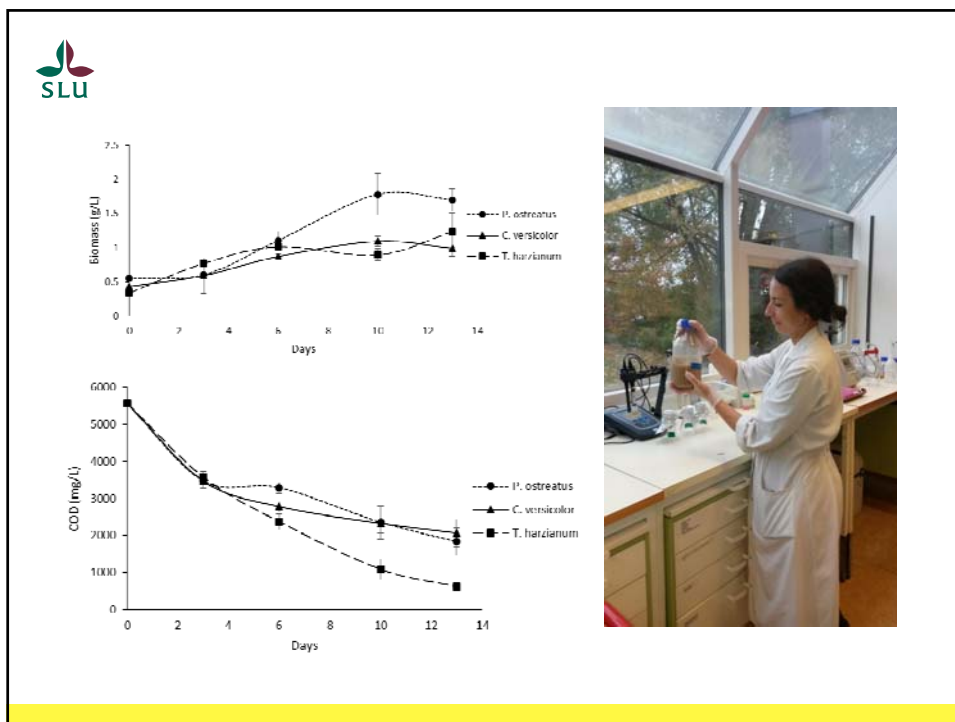 SLU
2.5
2
1.5
1
0.5
0
Biomass (g/L)
P. ostreatus
C. versicolor
T. harzianum
0 2 4 6 8 10 12 14
Days
6000
5000
4000
3000
2000
1000
0
COD (mg/L)
P. ostreatus
C. versicolor
T. harzianum
0 2 4 6 8 10 12 14
Days